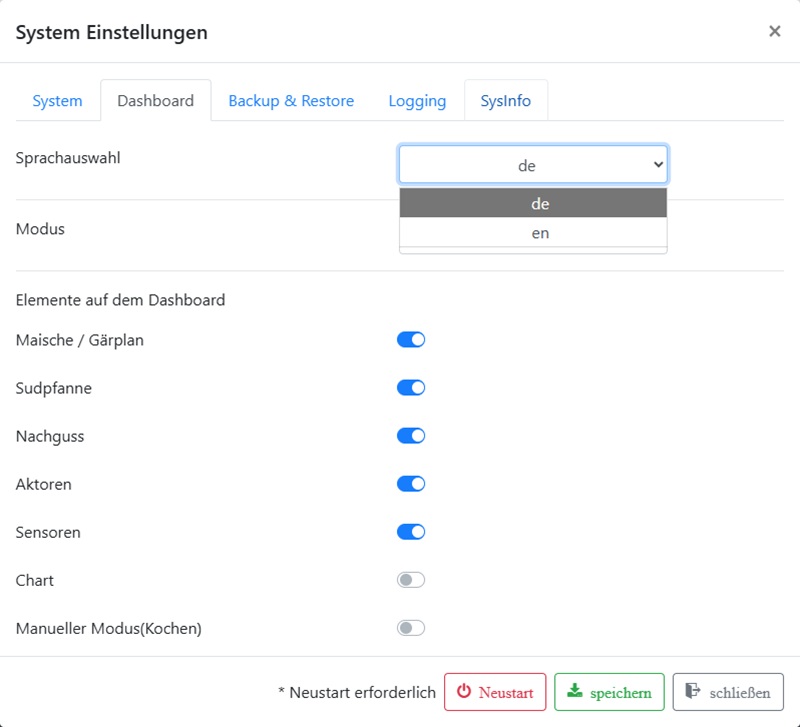 System Einstellungen
×
System Dashboard Backup & Restore Logging SysInfo
Sprachauswahl de
de
Modus
en
Elemente auf dem Dashboard
Maische / Gärplan
Sudpfanne
Nachguss
Aktoren
Sensoren
Chart
Manueller Modus(Kochen)
* Neustart erforderlich Neustart speichern schließen